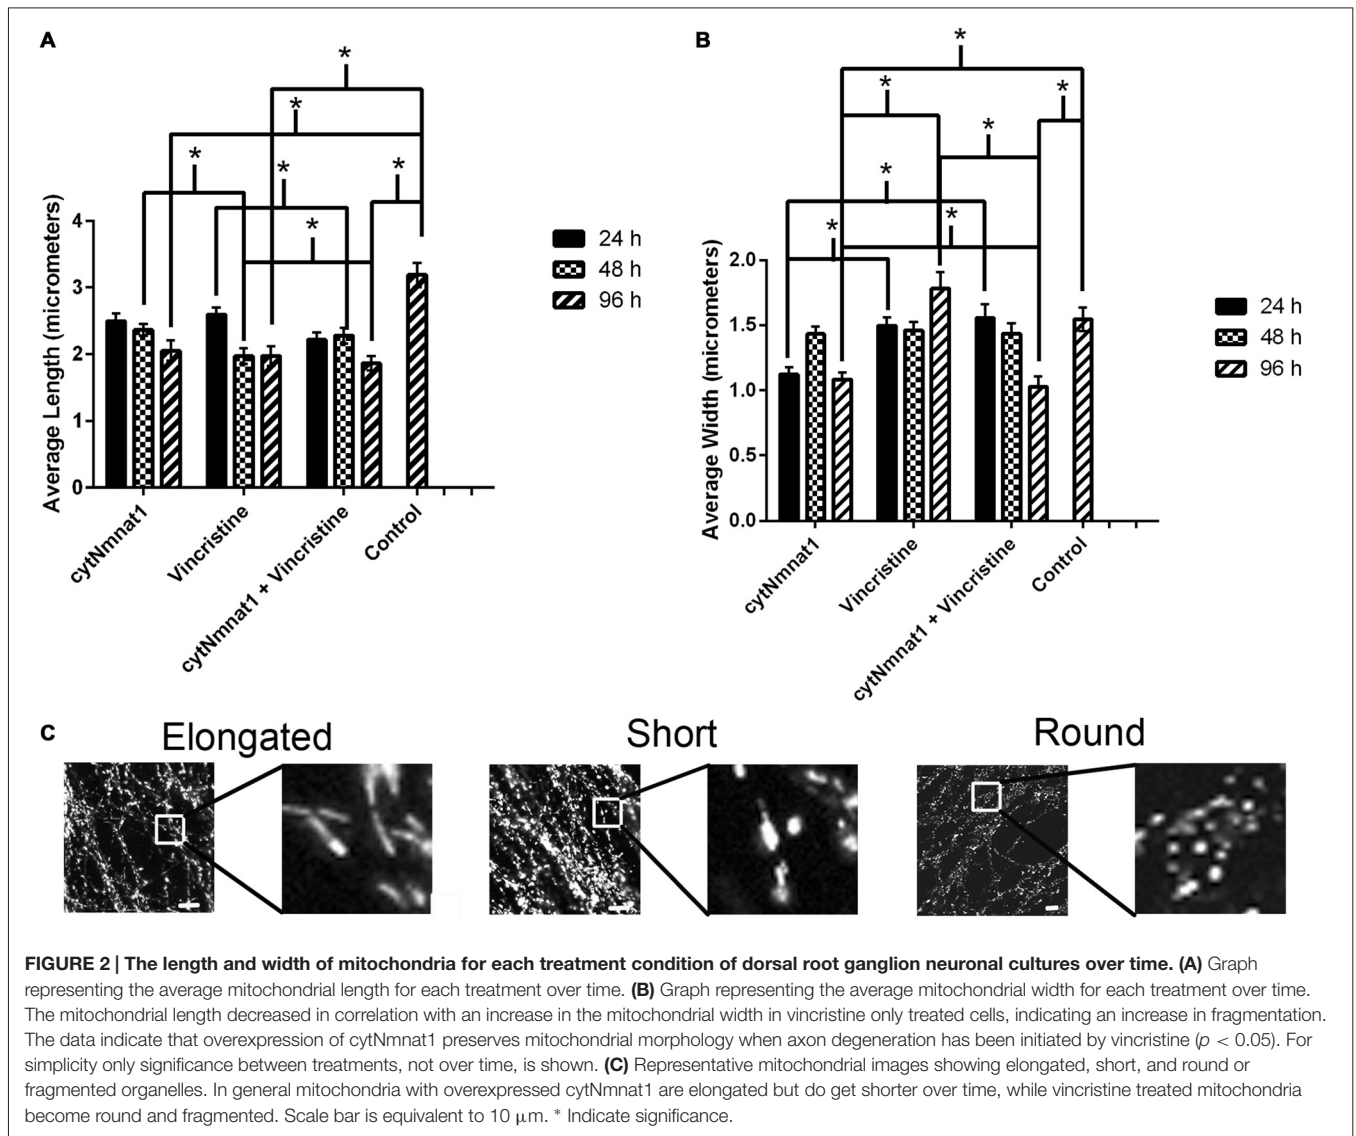 A
*
*
*
*
*
*
Average Length (micrometers)
4
3
2
1
0
cytNmnat1
Vincristine
cytNmnat1 + Vincristine
Control
24 h
48 h
96 h
B
*
*
*
*
*
*
*
Average Width (micrometers)
2.0
1.5
1.0
0.5
0.0
cytNmnat1
Vincristine
cytNmnat1 + Vincristine
Control
24 h
48 h
96 h
C
Elongated
Short
Round
FIGURE 2 | The length and width of mitochondria for each treatment condition of dorsal root ganglion neuronal cultures over time. (A) Graph
representing the average mitochondrial length for each treatment over time. (B) Graph representing the average mitochondrial width for each treatment over time.
The mitochondrial length decreased in correlation with an increase in the mitochondrial width in vincristine only treated cells, indicating an increase in fragmentation.
The data indicate that overexpression of cytNmnat1 preserves mitochondrial morphology when axon degeneration has been initiated by vincristine (p < 0.05). For
simplicity only significance between treatments, not over time, is shown. (C) Representative mitochondrial images showing elongated, short, and round or
fragmented organelles. In general mitochondria with overexpressed cytNmnat1 are elongated but do get shorter over time, while vincristine treated mitochondria
become round and fragmented. Scale bar is equivalent to 10 μm. * Indicate significance.